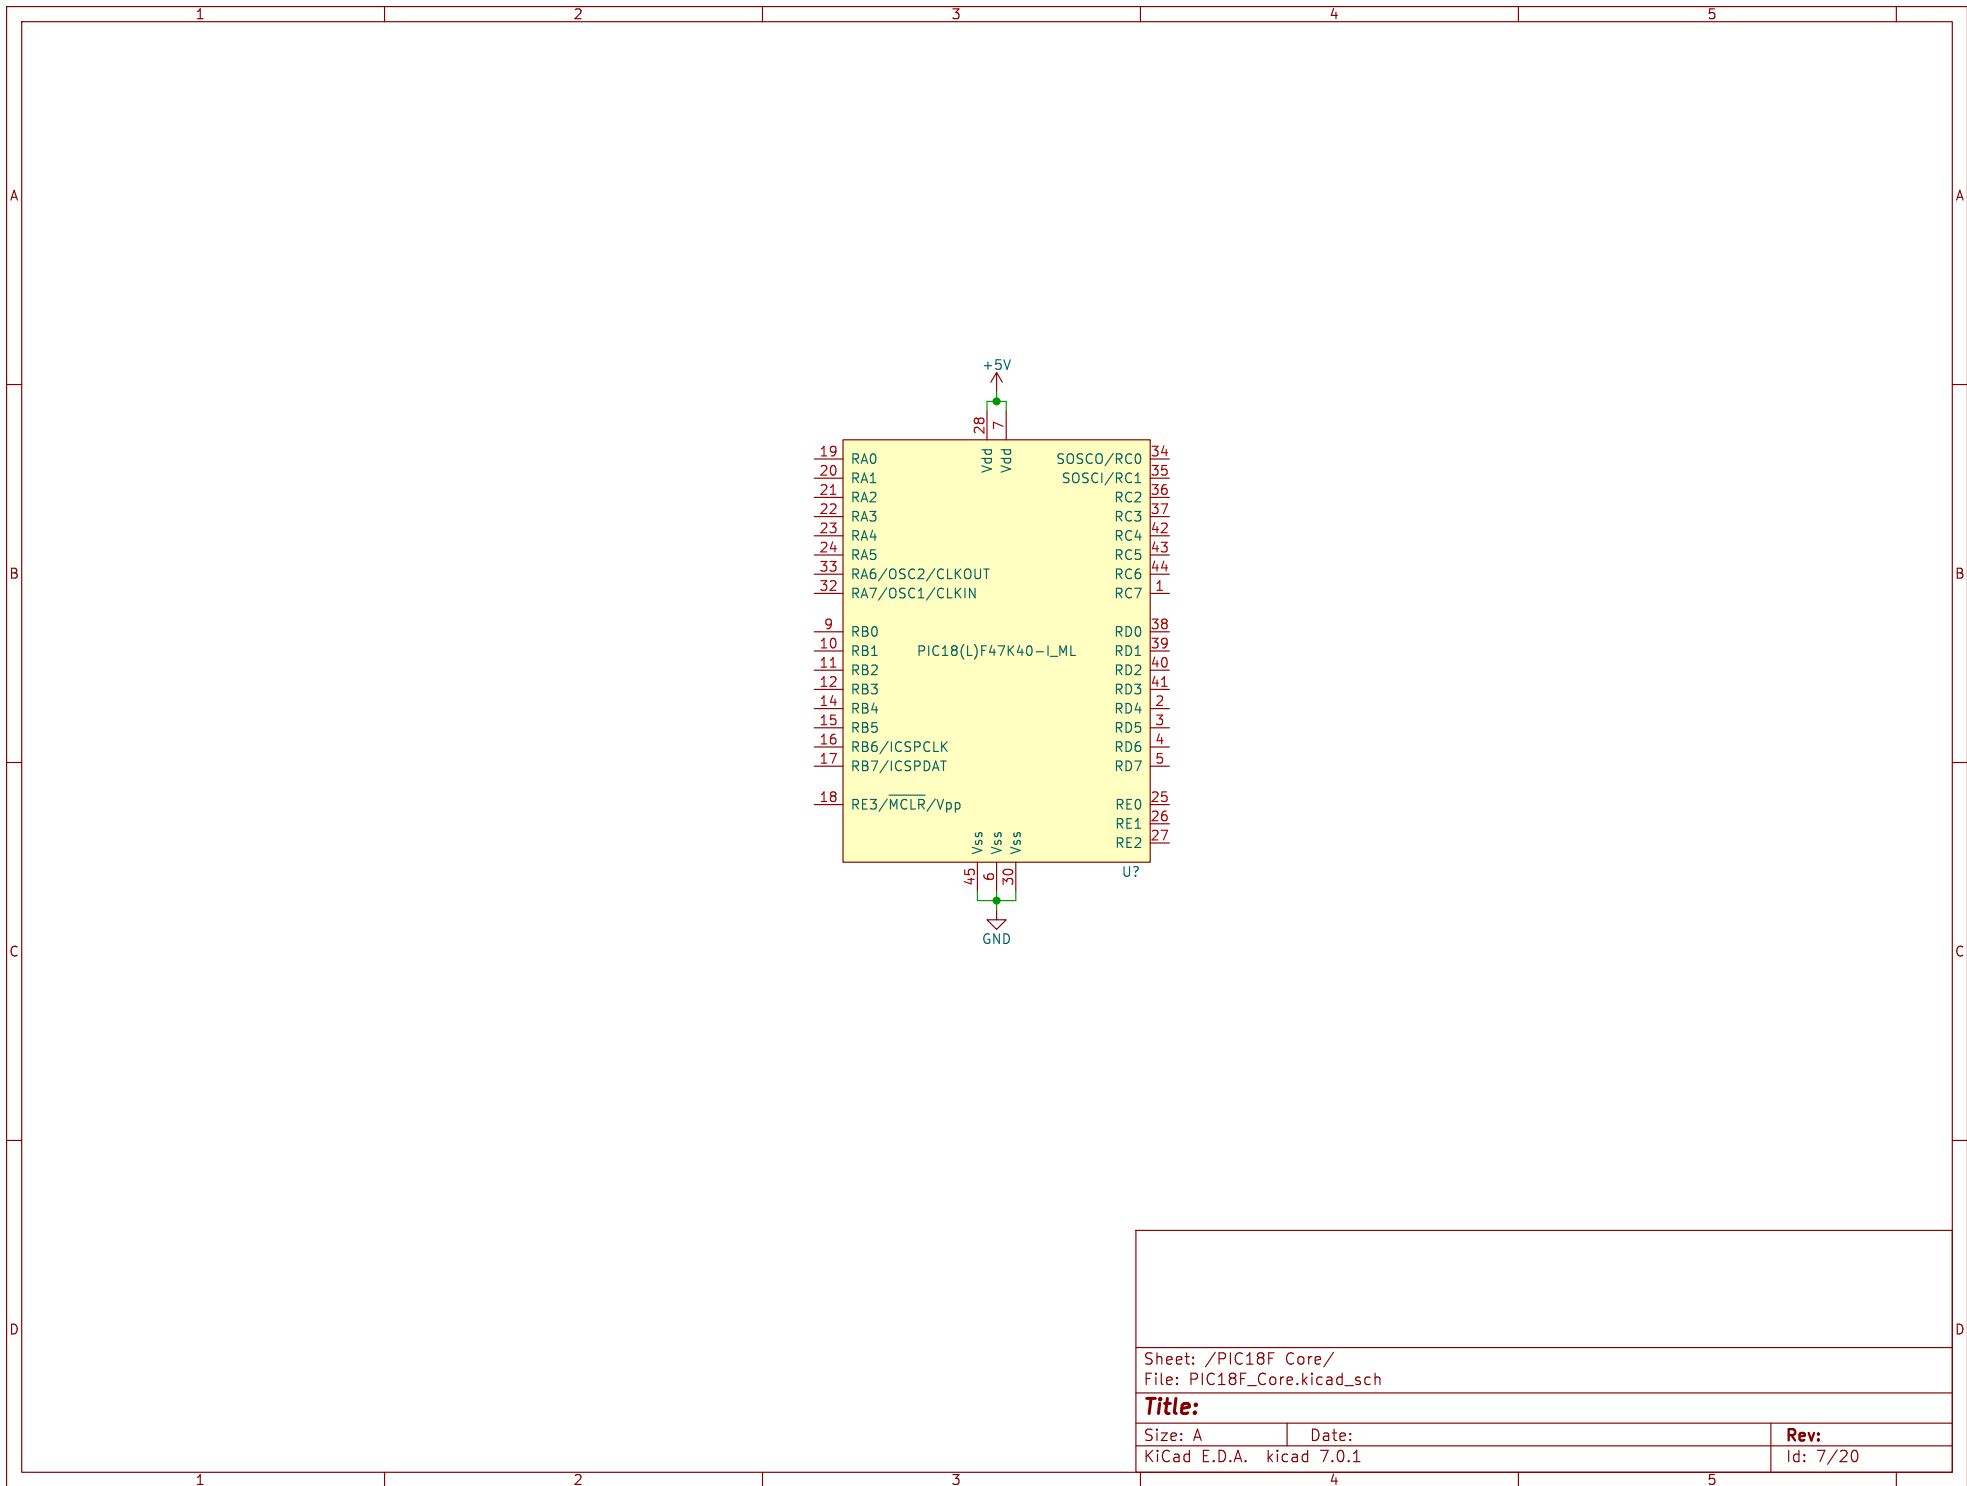 1 2 3 4 5
A A
+5V
28 7
Vdd Vdd
19 RA0 SOSCO/RC0 34
20 RA1 SOSCI/RC1 35
21 RA2 RC2 36
22 RA3 RC3 37
23 RA4 RC4 42
24 RA5 RC5 43
B 33 RA6/OSC2/CLKOUT RC6 44 B
32 RA7/OSC1/CLKIN RC7 1
9 RB0 RD0 38
10 RB1 PIC18(L)F47K40-I_ML RD1 39
11 RB2 RD2 40
12 RB3 RD3 41
14 RB4 RD4 2
15 RB5 RD5 3
16 RB6/ICSPCLK RD6 4
17 RB7/ICSPDAT RD7 5
18 RE3/MCLR/Vpp RE0 25
RE1 26
Vss Vss Vss RE2 27
45 6 30 U?
GND
C C
D D
Sheet: /PIC18F Core/
File: PIC18F_Core.kicad_sch
Title:
Size: A Date: Rev:
KiCad E.D.A. kicad 7.0.1 Id: 7/20
1 2 3 4 5